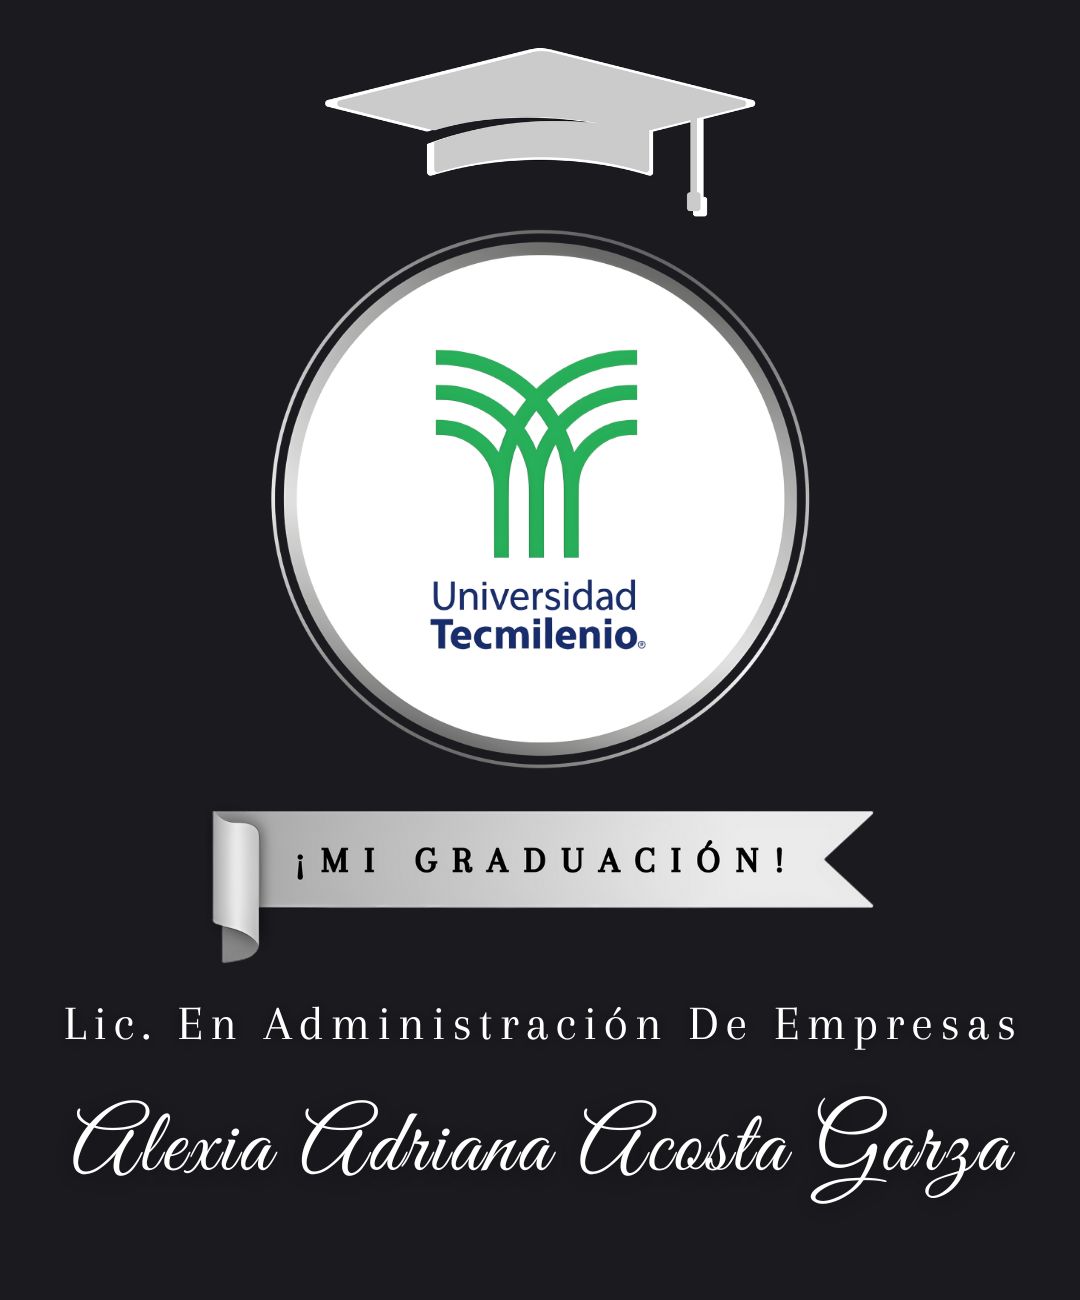 Universidad
Tecmilenio®
¡MI GRADUACIÓN!
Lic. En Administración De Empresas
Alexia Adriana Acosta Garza